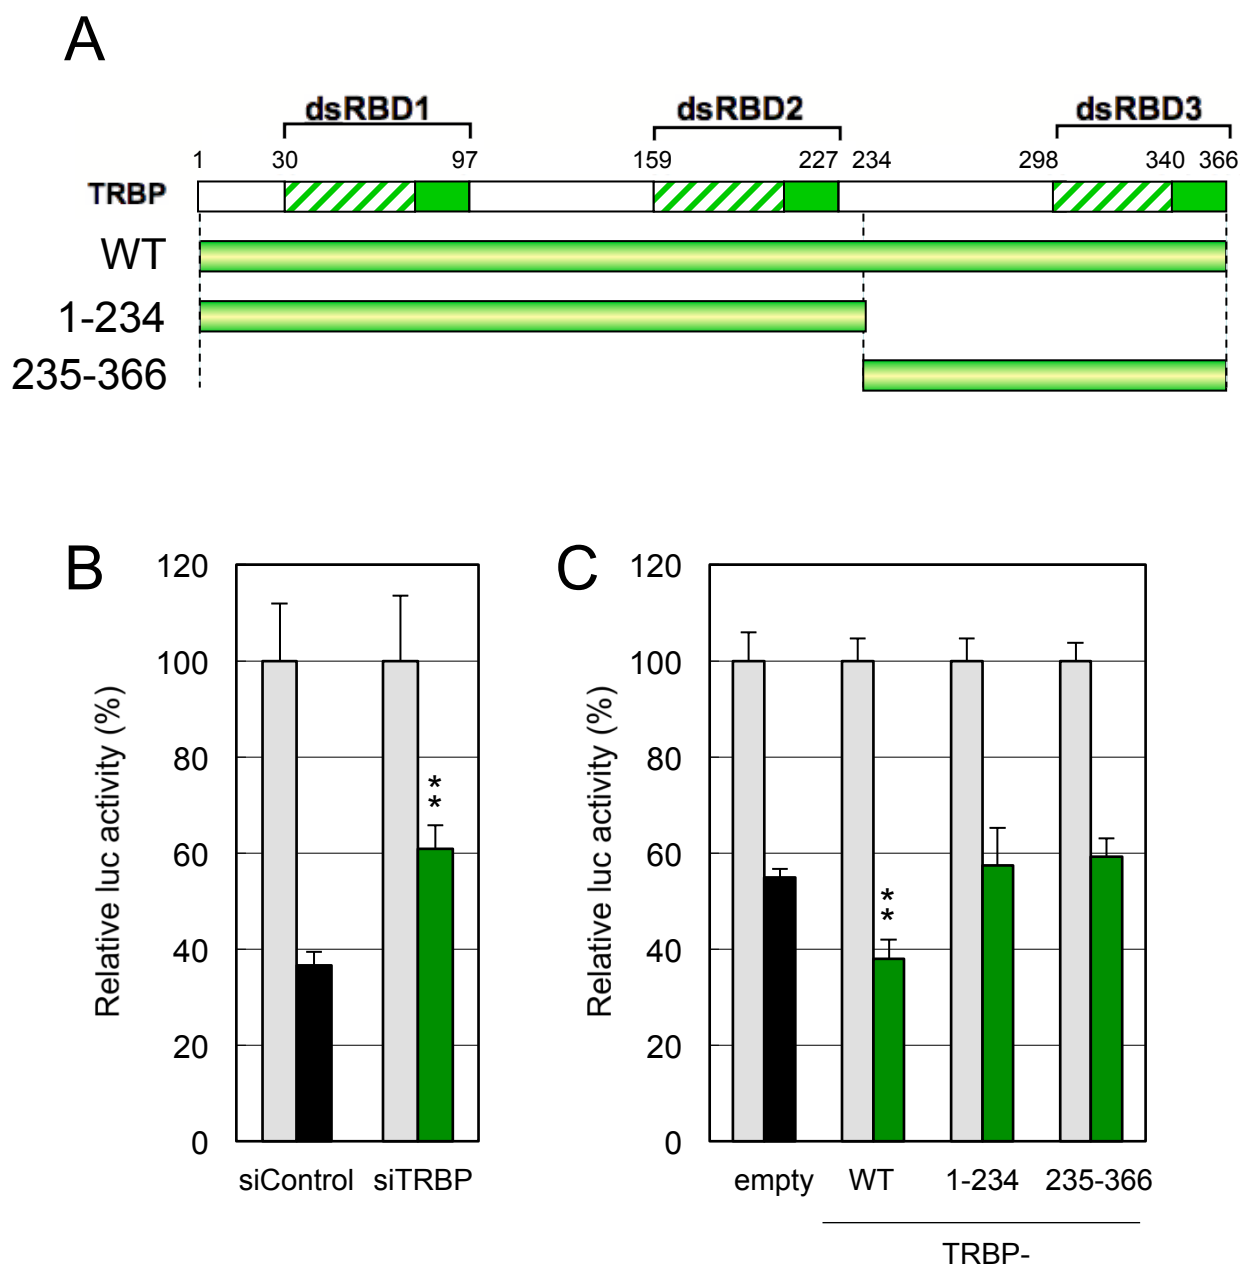 A
dsRBD1 dsRBD2 dsRBD3
1 30 97 159 227 234 298 340 366
TRBP
WT
1-234
235-366
B
Relative luc activity (%)
120
100
80
60
40
20
0
**
siControl siTRBP
C
Relative luc activity (%)
120
100
80
60
40
20
0
**
empty WT 1-234 235-366
TRBP-